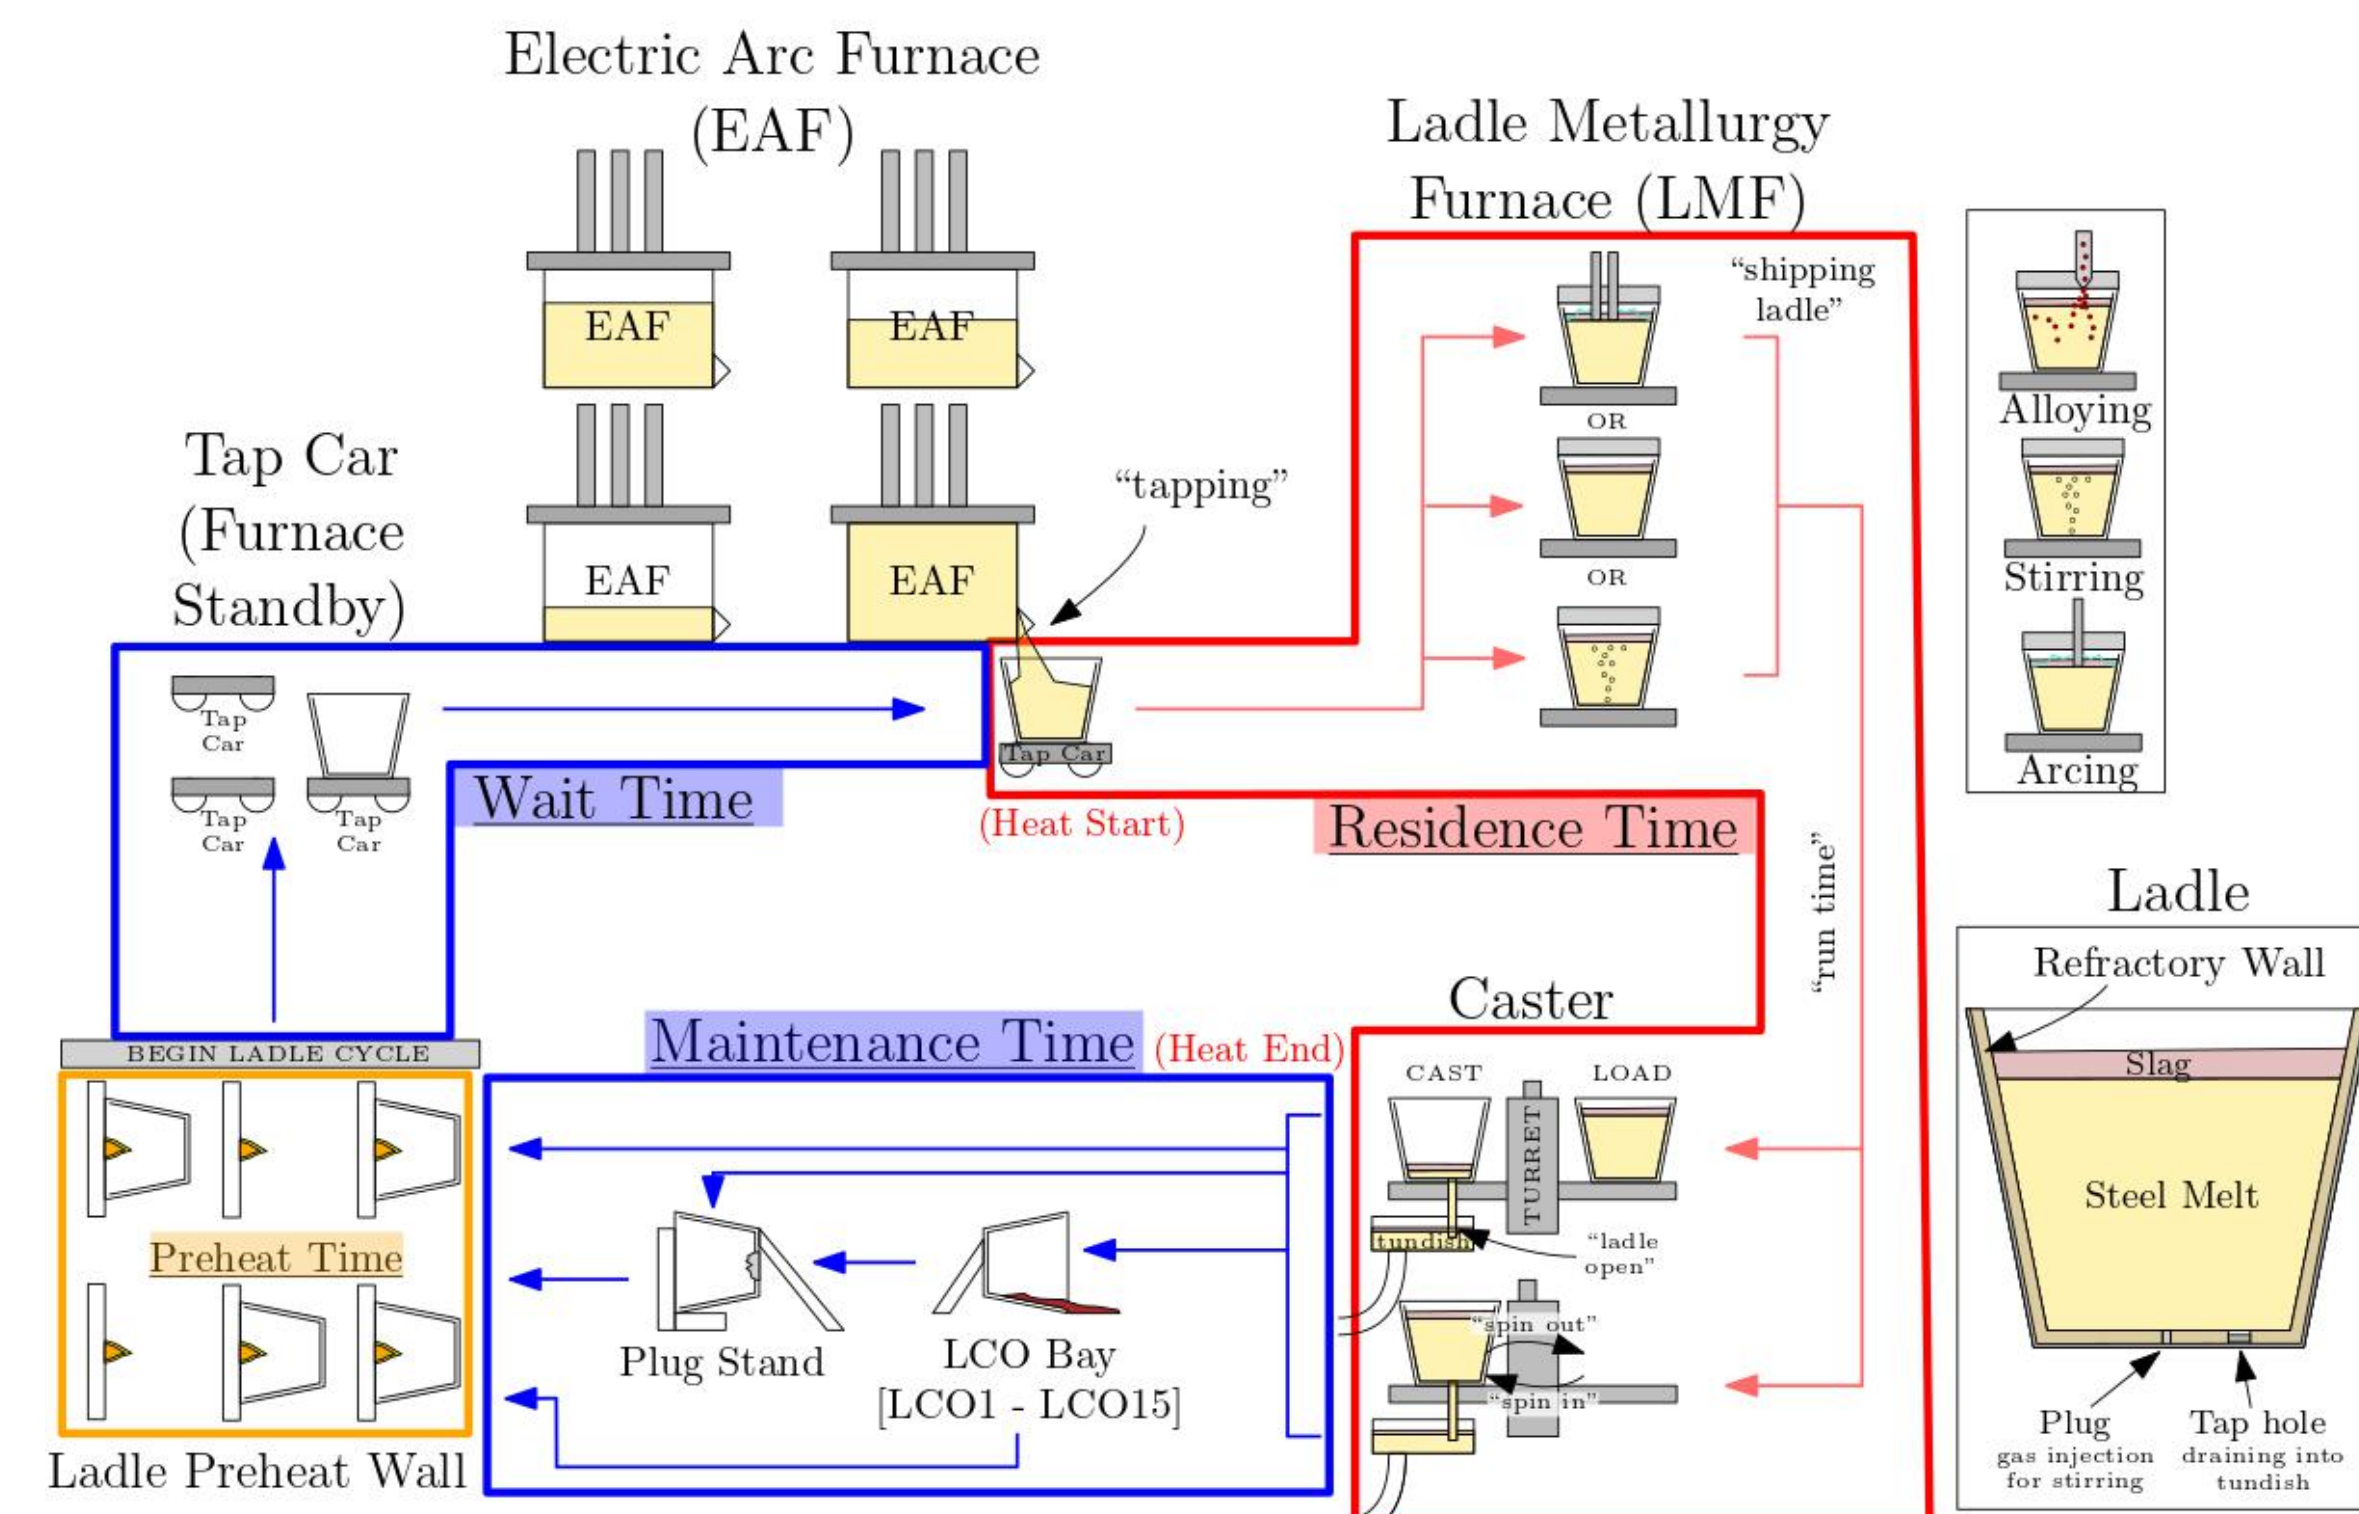 Electric Arc Furnace
(EAF)
Ladle Metallurgy
Furnace (LMF)
“shipping
ladle”
EAF
EAF
OR
Alloying
Tap Car
(Furnace
Standby)
“tapping”
EAF
EAF
OR
Stirring
Tap
Car
Tap
Car
Tap
Car
Tap Car
Arcing
Wait Time
(Heat Start)
Residence Time
“run time”
Ladle
Refractory Wall
Slag
Steel Melt
Plug
gas injection
for stirring
Tap hole
draining into
tundish
Caster
CAST
LOAD
TURRET
tundish
“ladle
open”
“spin out”
“spin in”
Maintenance Time
(Heat End)
BEGIN LADLE CYCLE
Preheat Time
Plug Stand
LCO Bay
[LCO1 - LCO15]
Ladle Preheat Wall